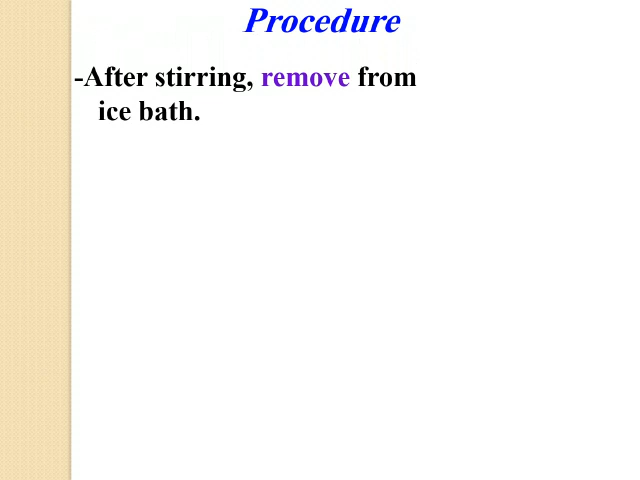 Procedure
-After stirring, remove from
ice bath.